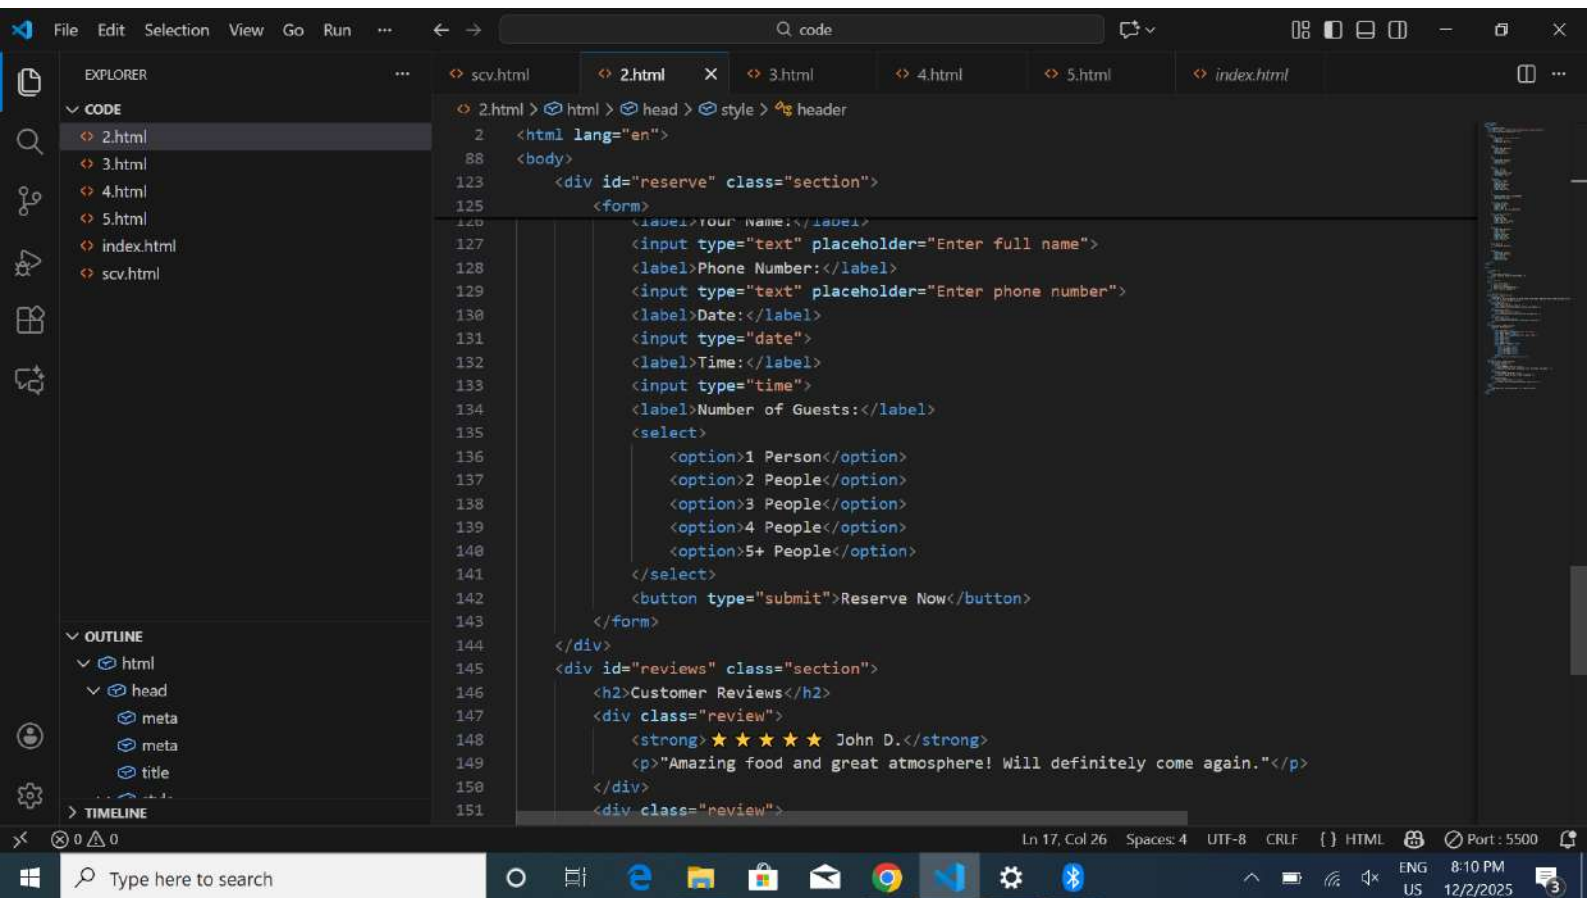 File Edit Selection View Go Run ··· code
EXPLORER ···
CODE
2.html
3.html
4.html
5.html
index.html
scv.html
OUTLINE
html
head
meta
meta
title
TIMELINE
scv.html 2.html 3.html 4.html 5.html index.html ···
2.html > html > head > style > header
2 <html lang="en">
88 <body>
123 <div id="reserve" class="section">
125 <form>
126 <label>Your Name:</label>
127 <input type="text" placeholder="Enter full name">
128 <label>Phone Number:</label>
129 <input type="text" placeholder="Enter phone number">
130 <label>Date:</label>
131 <input type="date">
132 <label>Time:</label>
133 <input type="time">
134 <label>Number of Guests:</label>
135 <select>
136 <option>1 Person</option>
137 <option>2 People</option>
138 <option>3 People</option>
139 <option>4 People</option>
140 <option>5+ People</option>
141 </select>
142 <button type="submit">Reserve Now</button>
143 </form>
144 </div>
145 <div id="reviews" class="section">
146 <h2>Customer Reviews</h2>
147 <div class="review">
148 <strong>★★★★★ John D.</strong>
149 <p>"Amazing food and great atmosphere! Will definitely come again."</p>
150 </div>
151 <div class="review">
0 0 Ln 17, Col 26 Spaces: 4 UTF-8 CRLF {} HTML Port : 5500
Type here to search
ENG
US
8:10 PM
12/2/2025
3